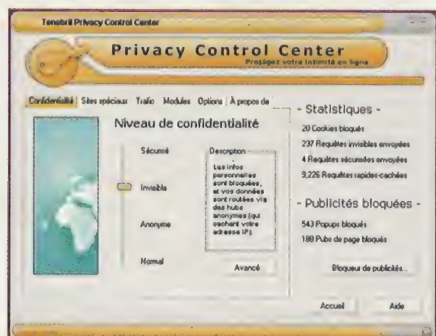 Tenebril Privacy Control Center
Privacy Control Center
Protégez votre intimité en ligne
Confidentialité Sites spéciaux Trafic Modules Options À propos de
Niveau de confidentialité
Sécurisé
Invisible
Anonyme
Normal
Description
Les infos
personnelles
sont bloquées,
et vos données
sont routées via
des hubs
anonymes (qui
cachent votre
adresse IP).
Avancé
- Statistiques -
20 Cookies bloqués
237 Requêtes invisibles envoyées
4 Requêtes sécurisées envoyées
9,226 Requêtes rapides-cachées
- Publicités bloquées -
543 Popups bloqués
188 Pubs de page bloqués
Bloqueur de publicités...
Accueil Aide